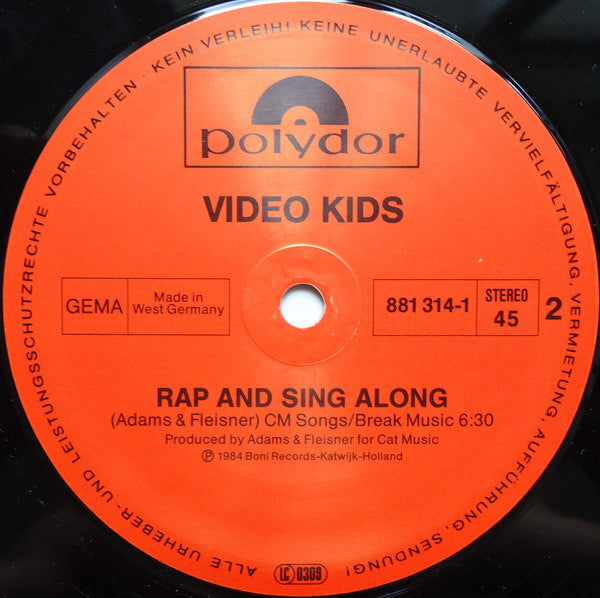 ALLE URHEBER- UND LEISTUNGSSCHUTZRECHTE VORBEHALTEN · KEIN VERLEIH! KEINE UNERLAUBTE VERVIELFÄLTIGUNG, VERMIETUNG, AUFFÜHRUNG, SENDUNG!
polydor
VIDEO KIDS
GEMA
Made in
West Germany
881 314-1
STEREO
45
2
RAP AND SING ALONG
(Adams & Fleisner) CM Songs/Break Music 6:30
Produced by Adams & Fleisner for Cat Music
Ⓟ 1984 Boni Records-Katwijk-Holland
LC 0309